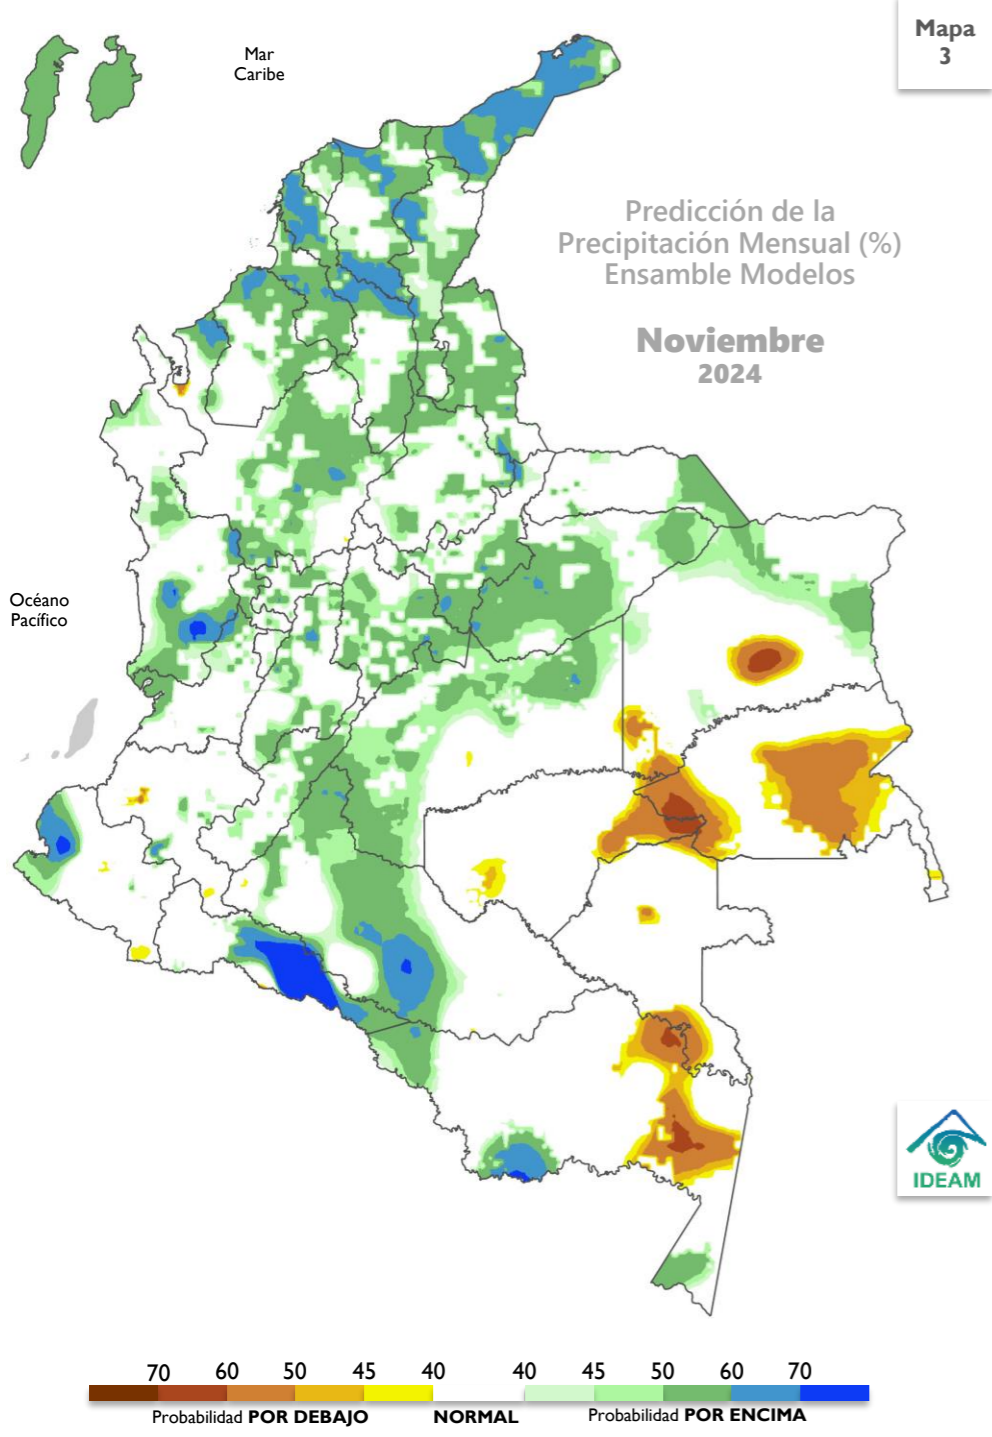 Mapa
3
Mar
Caribe
Predicción de la
Precipitación Mensual (%)
Ensamble Modelos
Noviembre
2024
Océano
Pacífico
IDEAM
70 60 50 45 40 40 45 50 60 70
Probabilidad POR DEBAJO NORMAL Probabilidad POR ENCIMA